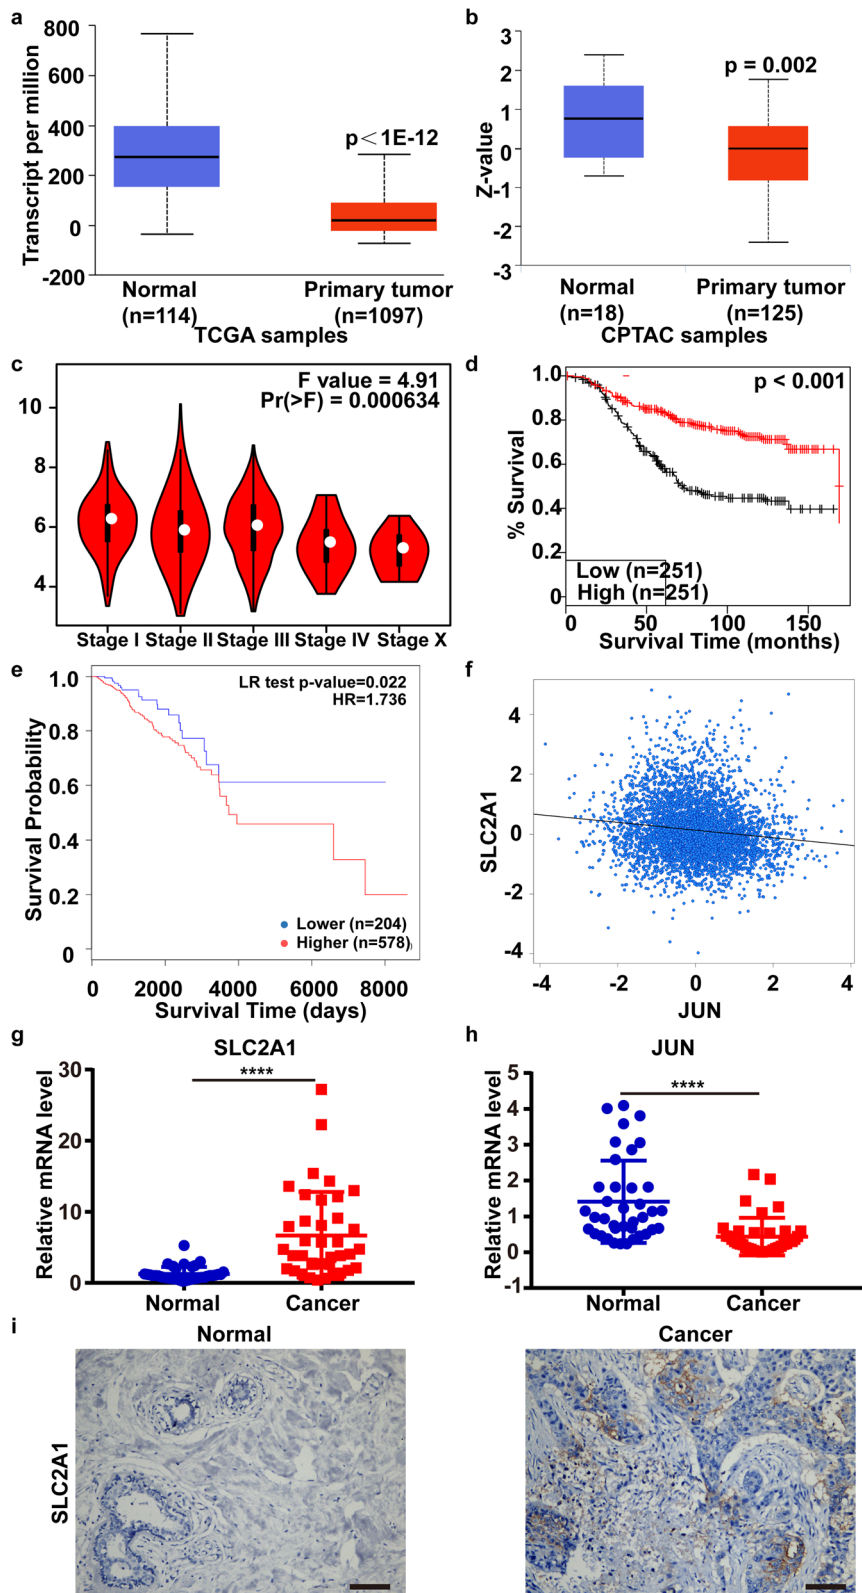 a
Transcript per million
800
600
400
200
0
-200
p<1E-12
Normal
(n=114)
Primary tumor
(n=1097)
TCGA samples
b
Z-value
3
2
1
0
-1
-2
-3
p = 0.002
Normal
(n=18)
Primary tumor
(n=125)
CPTAC samples
c
F value = 4.91
Pr(>F) = 0.000634
10
8
6
4
Stage I Stage II Stage III Stage IV Stage X
d
% Survival
1.0
0.8
0.6
0.4
0.2
0
p < 0.001
Low (n=251)
High (n=251)
0 50 100 150
Survival Time (months)
e
Survival Probability
1.0
0.8
0.6
0.4
0.2
0
LR test p-value=0.022
HR=1.736
Lower (n=204)
Higher (n=578)
0 2000 4000 6000 8000
Survival Time (days)
f
SLC2A1
4
2
0
-2
-4
-4 -2 0 2 4
JUN
g
SLC2A1
Relative mRNA level
30
20
10
0
****
Normal Cancer
h
JUN
Relative mRNA level
5
4
3
2
1
0
-1
****
Normal Cancer
i
Normal
Cancer
SLC2A1